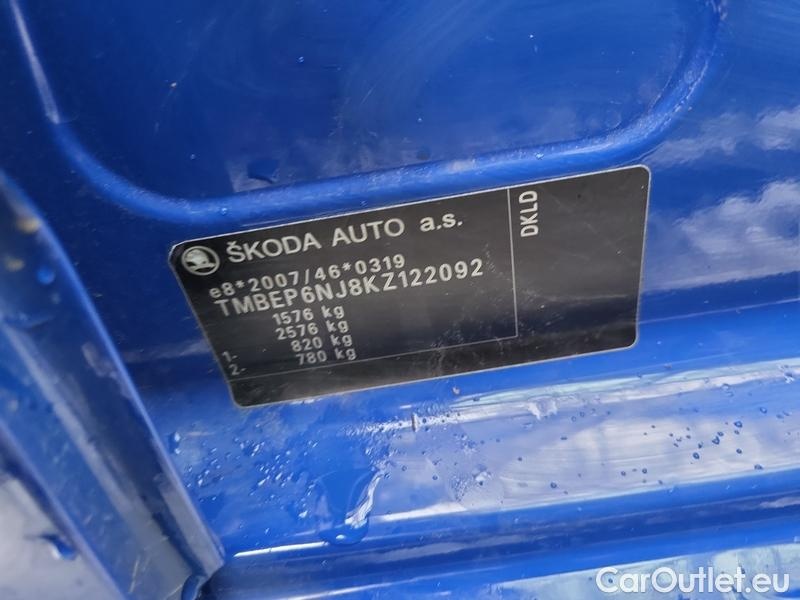 ŠKODA AUTO a.s.
DKLD
e8*2007/46*0319
TMBEP6NJ8KZ122092
1576 kg
2576 kg
1- 820 kg
2- 780 kg
CarOutlet.eu